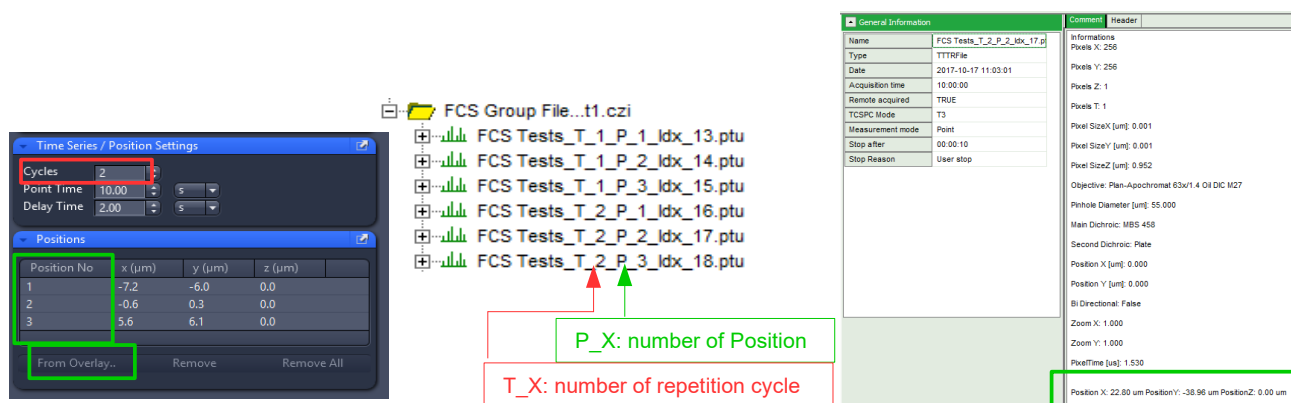 Time Series / Position Settings
Cycles 2
Point Time 10.00 s
Delay Time 2.00 s
Positions
Position No x (µm) y (µm) z (µm)
1 -7.2 -6.0 0.0
2 -0.6 0.3 0.0
3 5.6 6.1 0.0
From Overlay.. Remove Remove All
FCS Group File...t1.czi
FCS Tests_T_1_P_1_Idx_13.ptu
FCS Tests_T_1_P_2_Idx_14.ptu
FCS Tests_T_1_P_3_Idx_15.ptu
FCS Tests_T_2_P_1_Idx_16.ptu
FCS Tests_T_2_P_2_Idx_17.ptu
FCS Tests_T_2_P_3_Idx_18.ptu
P_X: number of Position
T_X: number of repetition cycle
General Information
Name FCS Tests_T_2_P_2_Idx_17.p
Type TTTRFile
Date 2017-10-17 11:03:01
Acquisition time 10:00:00
Remote acquired TRUE
TCSPC Mode T3
Measurement mode Point
Stop after 00:00:10
Stop Reason User stop
Comment Header
Informations
Pixels X: 256
Pixels Y: 256
Pixels Z: 1
Pixels T: 1
Pixel SizeX [um]: 0.001
Pixel SizeY [um]: 0.001
Pixel SizeZ [um]: 0.952
Objective: Plan-Apochromat 63x/1.4 Oil DIC M27
Pinhole Diameter [um]: 55.000
Main Dichroic: MBS 458
Second Dichroic: Plate
Position X [um]: 0.000
Position Y [um]: 0.000
Bi Directional: False
Zoom X: 1.000
Zoom Y: 1.000
PixelTime [us]: 1.530
Position X: 22.80 um PositionY: -38.96 um PositionZ: 0.00 um